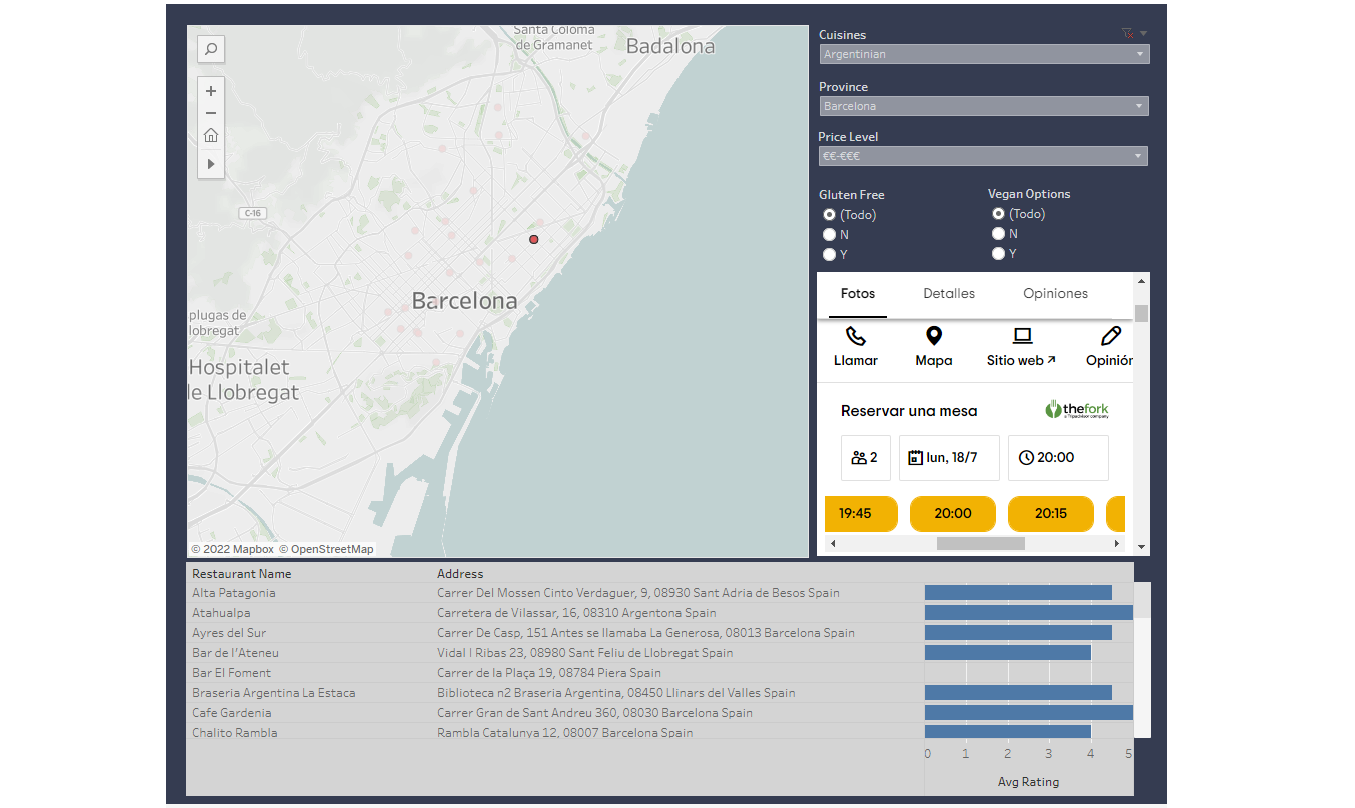 Santa Coloma
de Gramanet
Badalona
C-16
Barcelona
plugas de
lobregat
Hospitalet
de Llobregat
© 2022 Mapbox © OpenStreetMap
Cuisines
Argentinian
Province
Barcelona
Price Level
€€-€€€
Gluten Free
(Todo)
N
Y
Vegan Options
(Todo)
N
Y
Fotos Detalles Opiniones
Llamar Mapa Sitio web Opinión
Reservar una mesa
thefork
a Tripadvisor company
2 lun, 18/7 20:00
19:45 20:00 20:15
Restaurant Name Address
Alta Patagonia Carrer Del Mossen Cinto Verdaguer, 9, 08930 Sant Adria de Besos Spain
Atahualpa Carretera de Vilassar, 16, 08310 Argentona Spain
Ayres del Sur Carrer De Casp, 151 Antes se llamaba La Generosa, 08013 Barcelona Spain
Bar de l'Ateneu Vidal I Ribas 23, 08980 Sant Feliu de Llobregat Spain
Bar El Foment Carrer de la Plaça 19, 08784 Piera Spain
Braseria Argentina La Estaca Biblioteca n2 Braseria Argentina, 08450 Llinars del Valles Spain
Cafe Gardenia Carrer Gran de Sant Andreu 360, 08030 Barcelona Spain
Chalito Rambla Rambla Catalunya 12, 08007 Barcelona Spain
0 1 2 3 4 5
Avg Rating